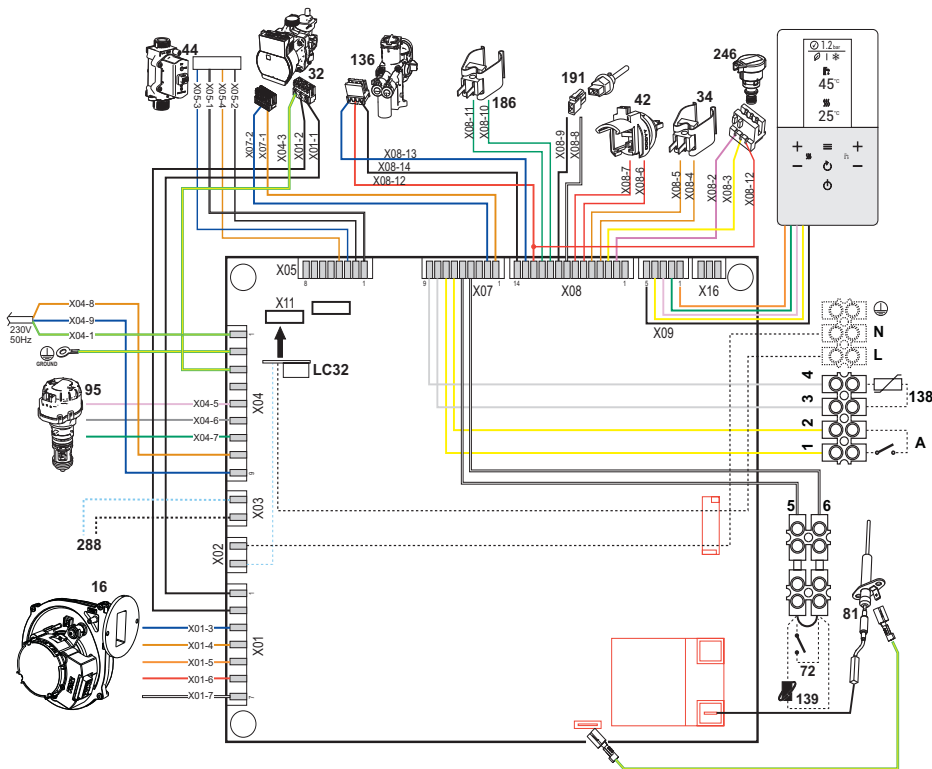 44
32
136
186
191
42
34
246
1.2bar
45°C
25°C
X05-3
X05-1
X05-4
X05-2
X07-2
X07-1
X04-3
X01-2
X01-1
X08-13
X08-14
X08-12
X08-11
X08-10
X08-9
X08-8
X08-7
X08-6
X08-5
X08-4
X08-2
X08-3
X08-12
X05
8
1
9
X07
1
14
X08
1
5
X09
1
X16
X11
LC32
230V
50Hz
X04-8
X04-9
X04-1
GROUND
1
X04
9
95
X04-5
X04-6
X04-7
288
X03
X02
N
L
4
3
138
2
1
A
5
6
16
X01-3
X01-4
X01-5
X01-6
X01-7
1
X01
7
81
72
139